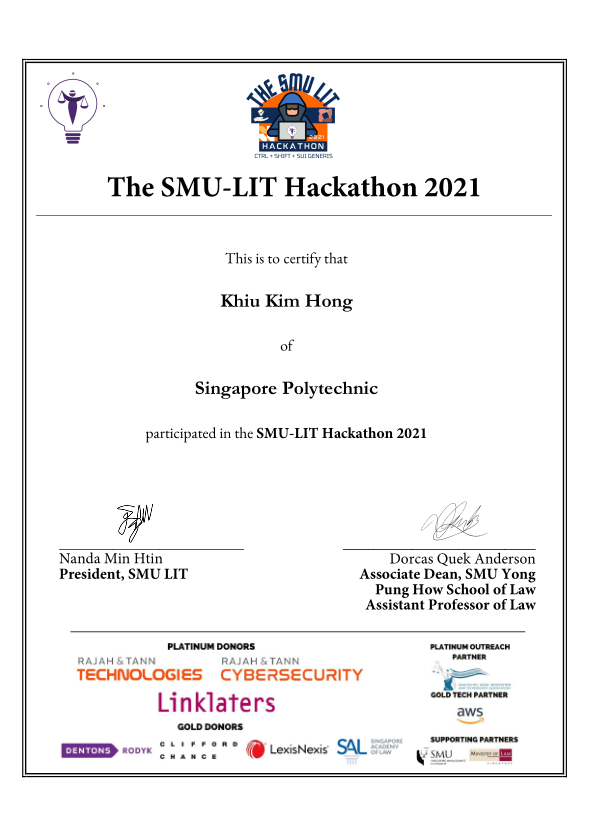 THE SMU LIT
2021
HACKATHON
CTRL + SHIFT + SUI GENERIS
The SMU-LIT Hackathon 2021
This is to certify that
Khiu Kim Hong
of
Singapore Polytechnic
participated in the SMU-LIT Hackathon 2021
Nanda Min Htin
President, SMU LIT
Dorcas Quek Anderson
Associate Dean, SMU Yong
Pung How School of Law
Assistant Professor of Law
PLATINUM DONORS
RAJAH & TANN
TECHNOLOGIES
RAJAH & TANN
CYBERSECURITY
Linklaters
GOLD DONORS
DENTONS RODYK
CLIFFORD
CHANCE
LexisNexis®
SAL
SINGAPORE
ACADEMY
OF LAW
PLATINUM OUTREACH
PARTNER
GOLD TECH PARTNER
aws
SUPPORTING PARTNERS
SMU
MINISTRY OF LAW
SINGAPORE